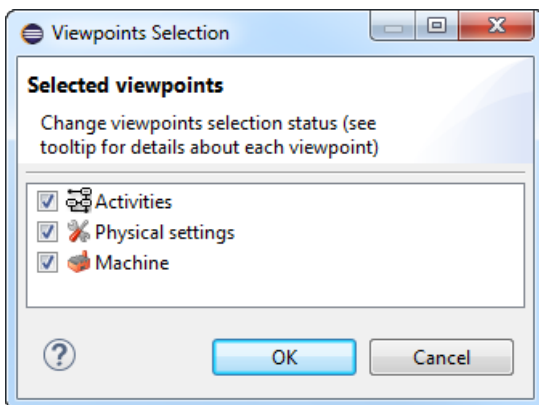 Viewpoints Selection
Selected viewpoints
Change viewpoints selection status (see
tooltip for details about each viewpoint)
Activities
Physical settings
Machine
?
OK
Cancel